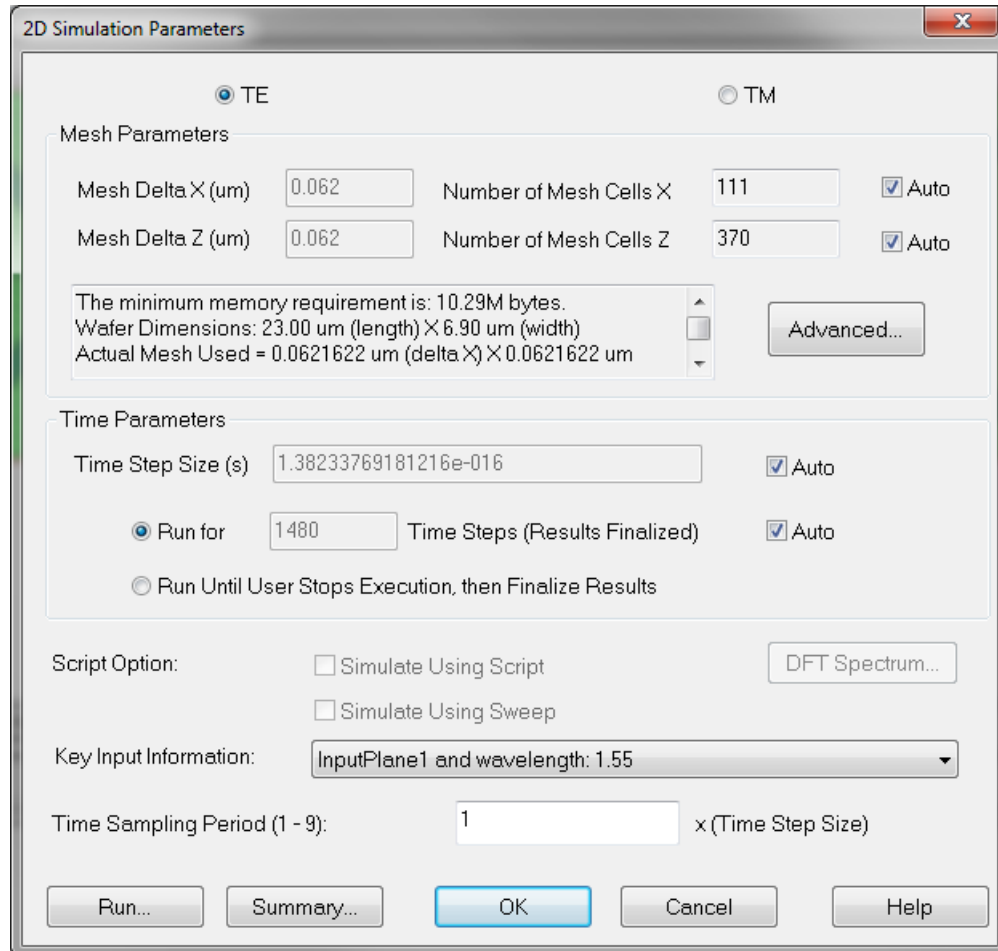 2D Simulation Parameters
TE TM
Mesh Parameters
Mesh Delta X (um) 0.062 Number of Mesh Cells X 111 Auto
Mesh Delta Z (um) 0.062 Number of Mesh Cells Z 370 Auto
The minimum memory requirement is: 10.29M bytes.
Wafer Dimensions: 23.00 um (length) X 6.90 um (width)
Actual Mesh Used = 0.0621622 um (delta X) X 0.0621622 um
Advanced...
Time Parameters
Time Step Size (s) 1.38233769181216e-016 Auto
Run for 1480 Time Steps (Results Finalized) Auto
Run Until User Stops Execution, then Finalize Results
Script Option: Simulate Using Script DFT Spectrum...
Simulate Using Sweep
Key Input Information: InputPlane1 and wavelength: 1.55
Time Sampling Period (1 - 9): 1 x (Time Step Size)
Run... Summary... OK Cancel Help